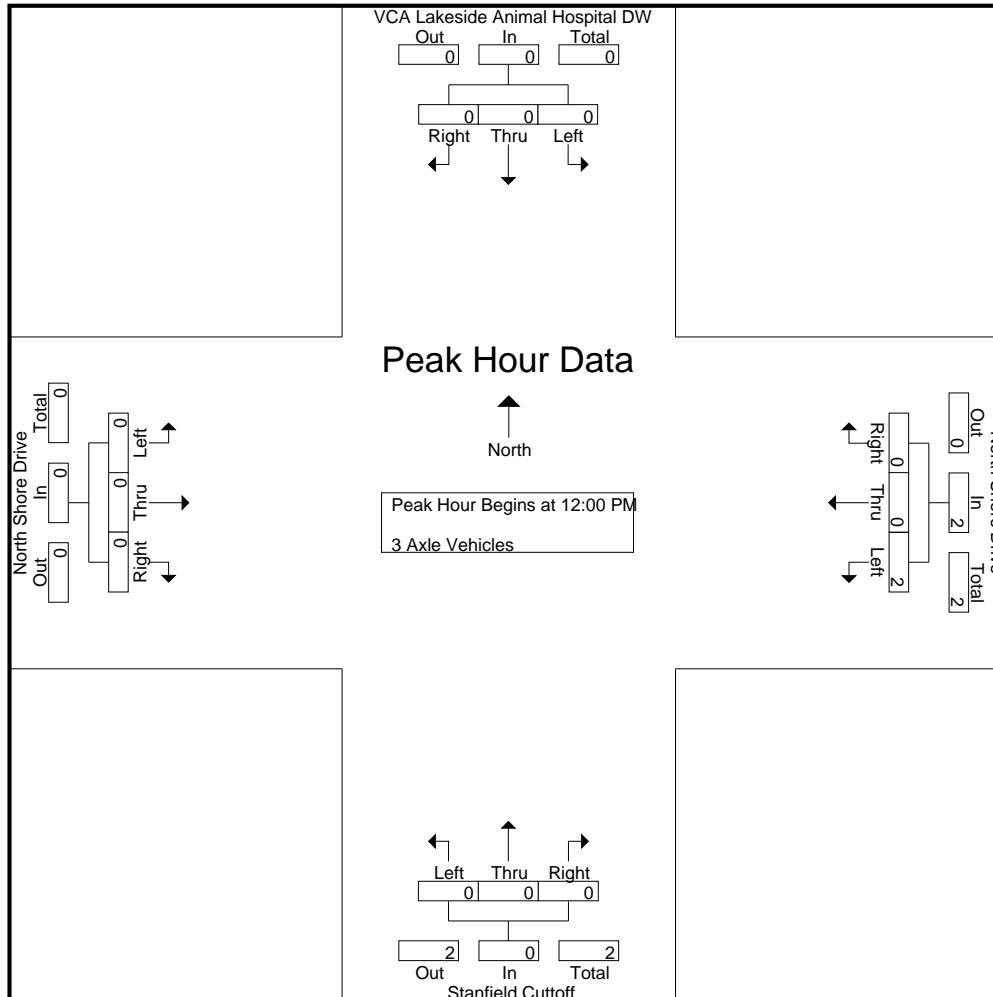 VCA Lakeside Animal Hospital DW
Out In Total
0 0 0
0 0 0
Right Thru Left
Peak Hour Data
North
Peak Hour Begins at 12:00 PM
3 Axle Vehicles
North Shore Drive
Out In Total
0 0 0
0 0 0
Left Thru Right
Right Thru Left
0 0 2
Out In Total
0 2 2
Left Thru Right
0 0 0
2 0 2
Out In Total
Stanfield Cuttoff